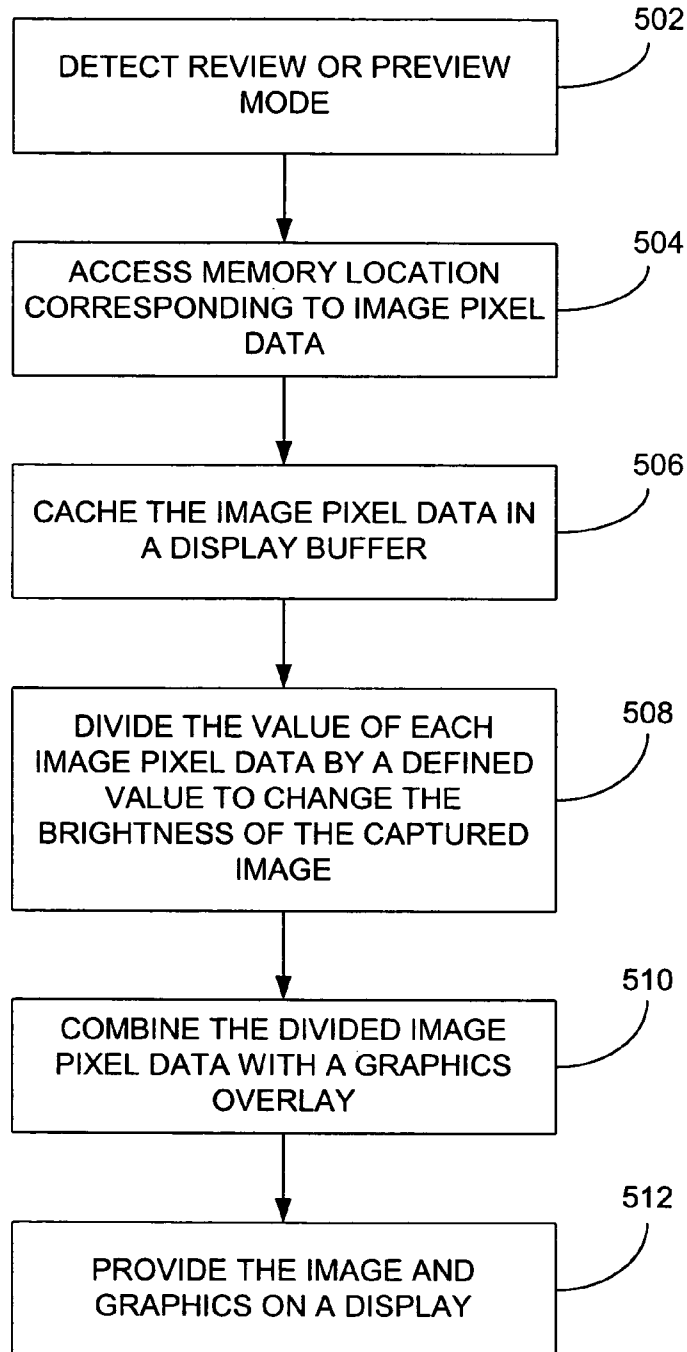 502
DETECT REVIEW OR PREVIEW
MODE
504
ACCESS MEMORY LOCATION
CORRESPONDING TO IMAGE PIXEL
DATA
506
CACHE THE IMAGE PIXEL DATA IN
A DISPLAY BUFFER
508
DIVIDE THE VALUE OF EACH
IMAGE PIXEL DATA BY A DEFINED
VALUE TO CHANGE THE
BRIGHTNESS OF THE CAPTURED
IMAGE
510
COMBINE THE DIVIDED IMAGE
PIXEL DATA WITH A GRAPHICS
OVERLAY
512
PROVIDE THE IMAGE AND
GRAPHICS ON A DISPLAY